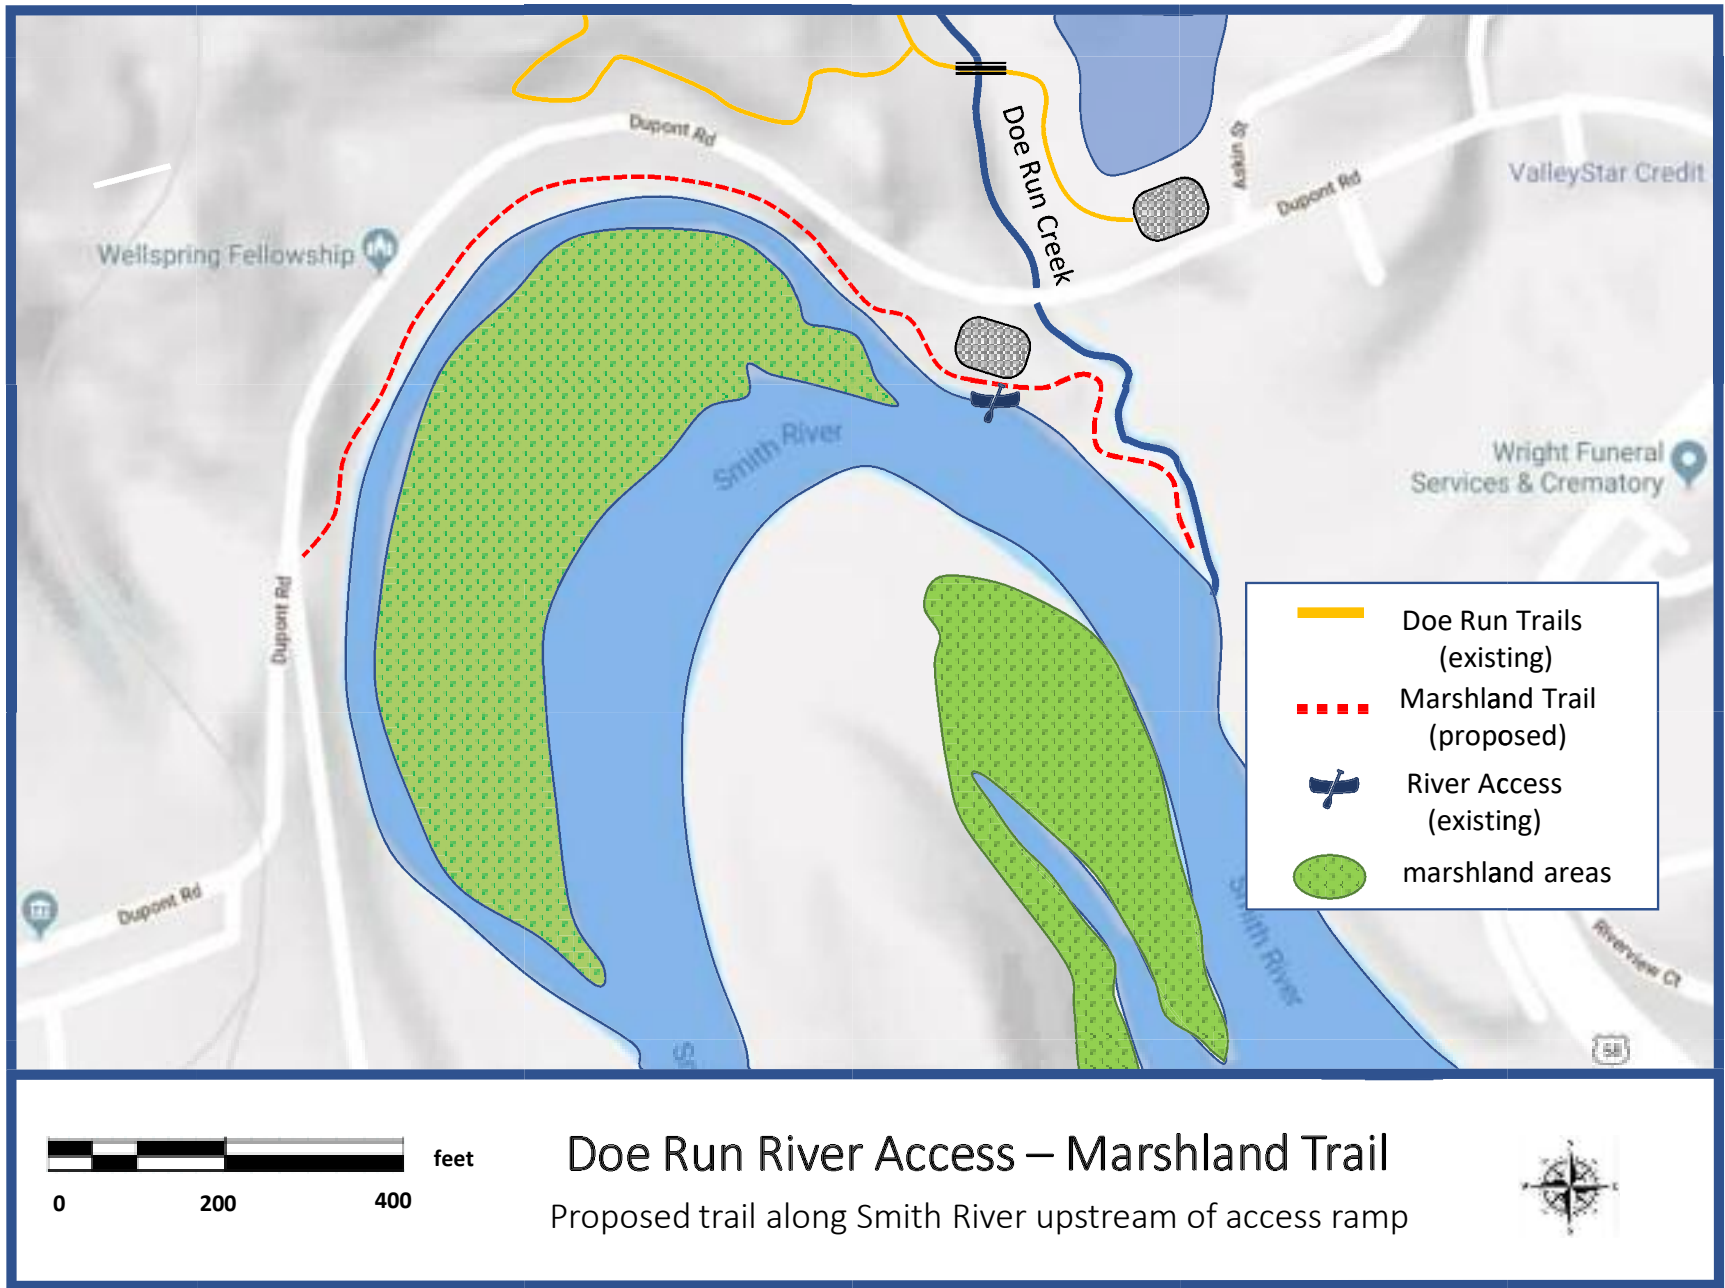 Dupont Rd
Doe Run Creek
Askin St
Dupont Rd
ValleyStar Credit
Wellspring Fellowship
Smith River
Wright Funeral
Services & Crematory
Dupont Rd
Doe Run Trails
(existing)
Marshland Trail
(proposed)
River Access
(existing)
marshland areas
Dupont Rd
Smith River
Riverview Ct
58
feet
0 200 400
Doe Run River Access – Marshland Trail
Proposed trail along Smith River upstream of access ramp